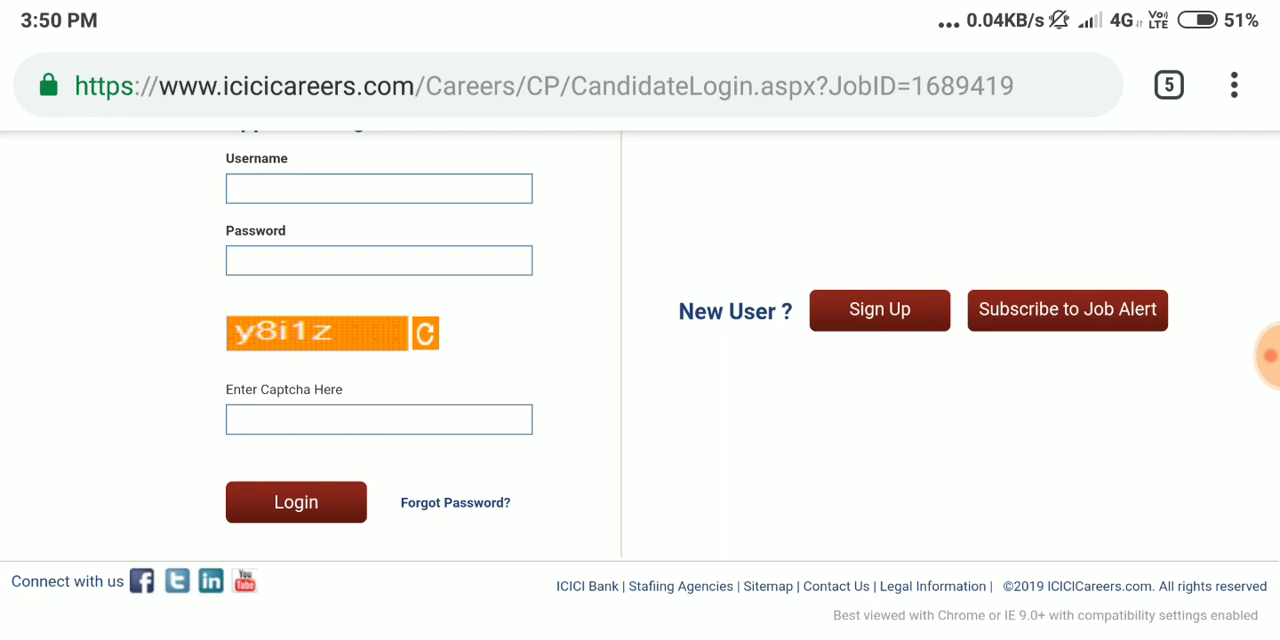 3:50 PM
... 0.04KB/s 4G VoLTE 51%
https://www.icicicareers.com/Careers/CP/CandidateLogin.aspx?JobID=1689419
5
Username
Password
y8i1z
C
Enter Captcha Here
Login
Forgot Password?
New User ?
Sign Up
Subscribe to Job Alert
Connect with us
f t in You Tube
ICICI Bank | Stafiing Agencies | Sitemap | Contact Us | Legal Information | ©2019 ICICICareers.com. All rights reserved
Best viewed with Chrome or IE 9.0+ with compatibility settings enabled